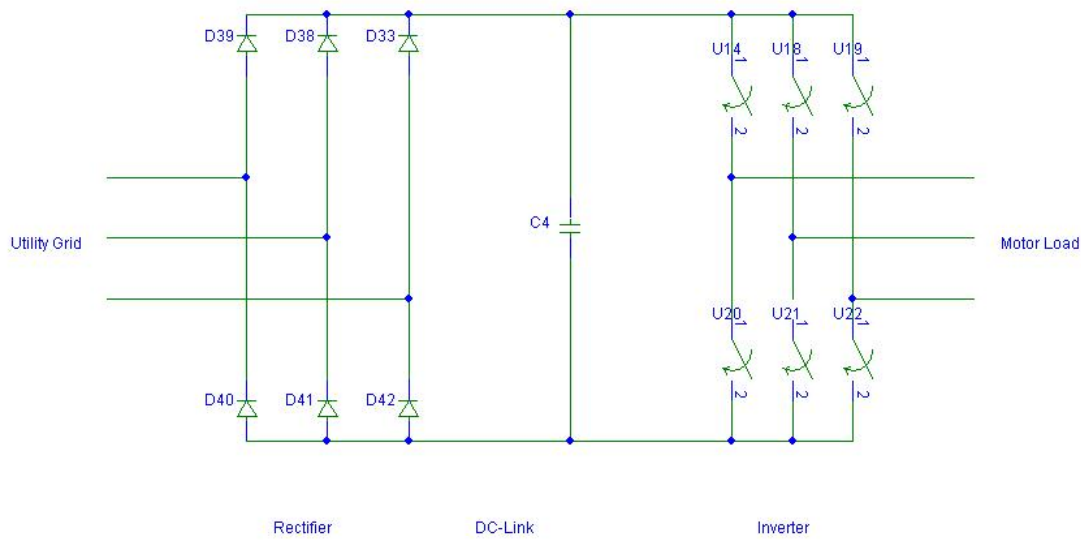 D39 D38 D33
U14 U18 U19
1 1 1
2 2 2
C4
Utility Grid
Motor Load
U20 U21 U22
1 1 1
D40 D41 D42
2 2 2
Rectifier DC-Link Inverter